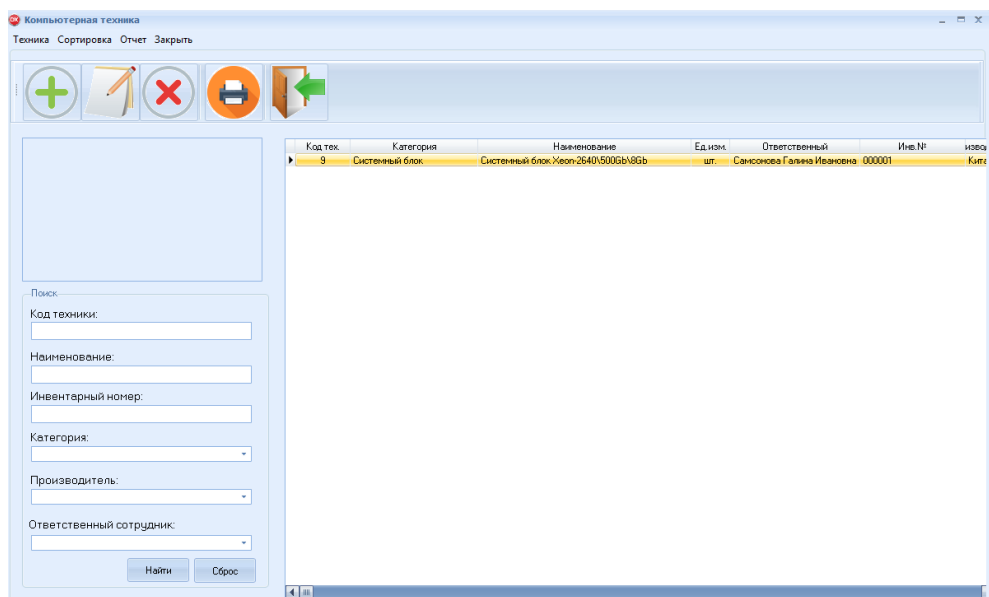 Компьютерная техника
Техника Сортировка Отчет Закрыть
Код тех. Категория Наименование Ед.изм. Ответственный Инв.№ извод
9 Системный блок Системный блок Xeon-2640\500Gb\8Gb шт. Самсонова Галина Ивановна 000001 Кита
Поиск
Код техники:
Наименование:
Инвентарный номер:
Категория:
Производитель:
Ответственный сотрудник:
Найти Сброс